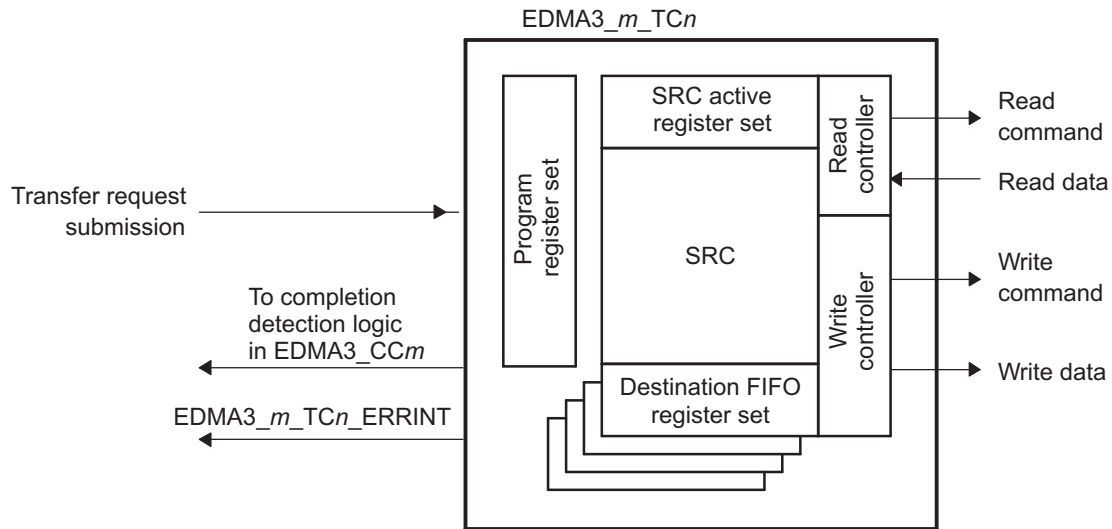 EDMA3_m_TCn
SRC active
register set
Read
controller
Read
command
Read data
Transfer request
submission
Program
register set
SRC
Write
controller
Write
command
To completion
detection logic
in EDMA3_CCm
Write data
Destination FIFO
register set
EDMA3_m_TCn_ERRINT